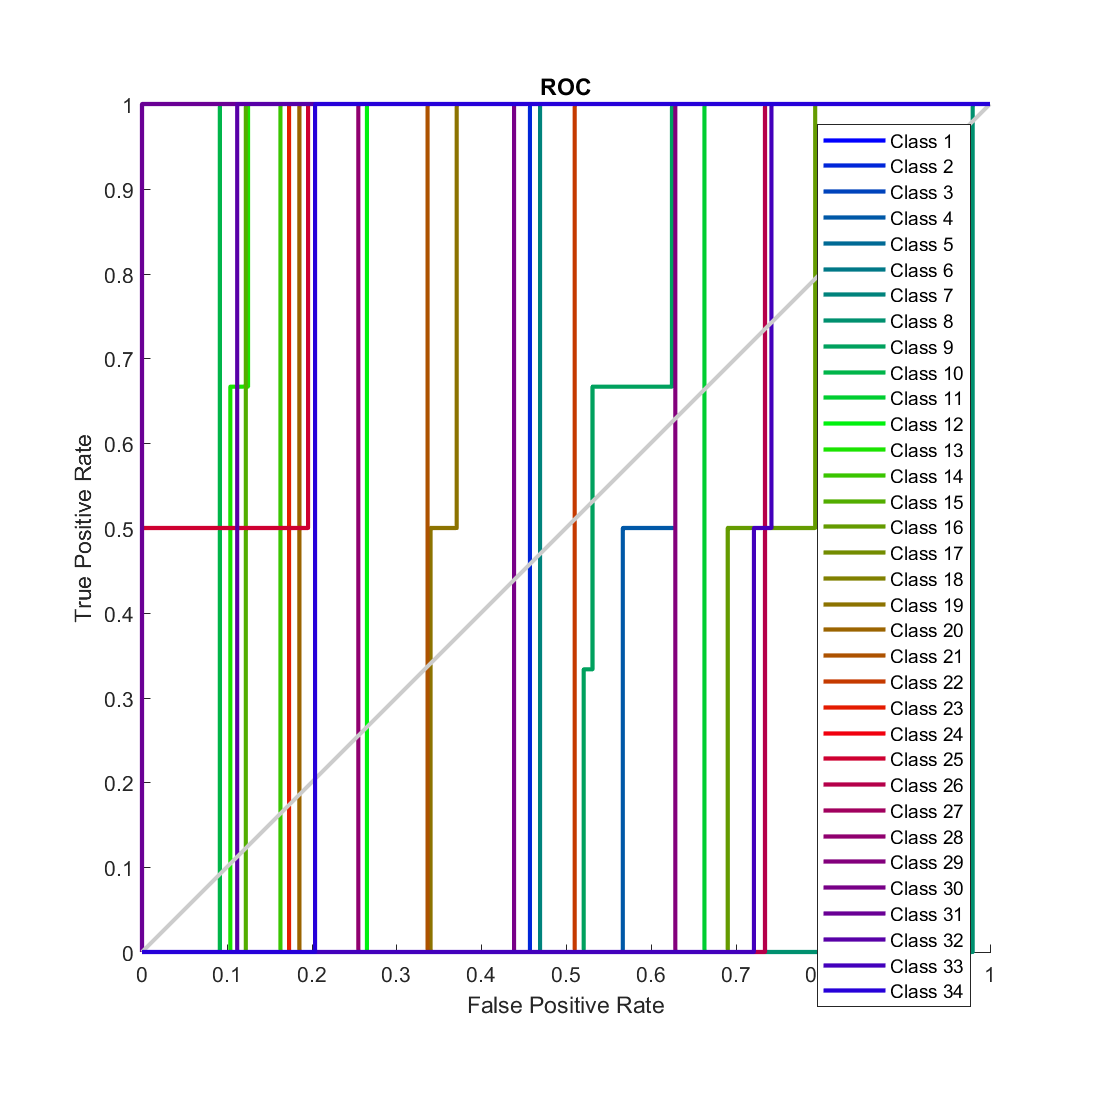 ROC
True Positive Rate
1
0.9
0.8
0.7
0.6
0.5
0.4
0.3
0.2
0.1
0
0 0.1 0.2 0.3 0.4 0.5 0.6 0.7 1
False Positive Rate
Class 1
Class 2
Class 3
Class 4
Class 5
Class 6
Class 7
Class 8
Class 9
Class 10
Class 11
Class 12
Class 13
Class 14
Class 15
Class 16
Class 17
Class 18
Class 19
Class 20
Class 21
Class 22
Class 23
Class 24
Class 25
Class 26
Class 27
Class 28
Class 29
Class 30
Class 31
Class 32
Class 33
Class 34